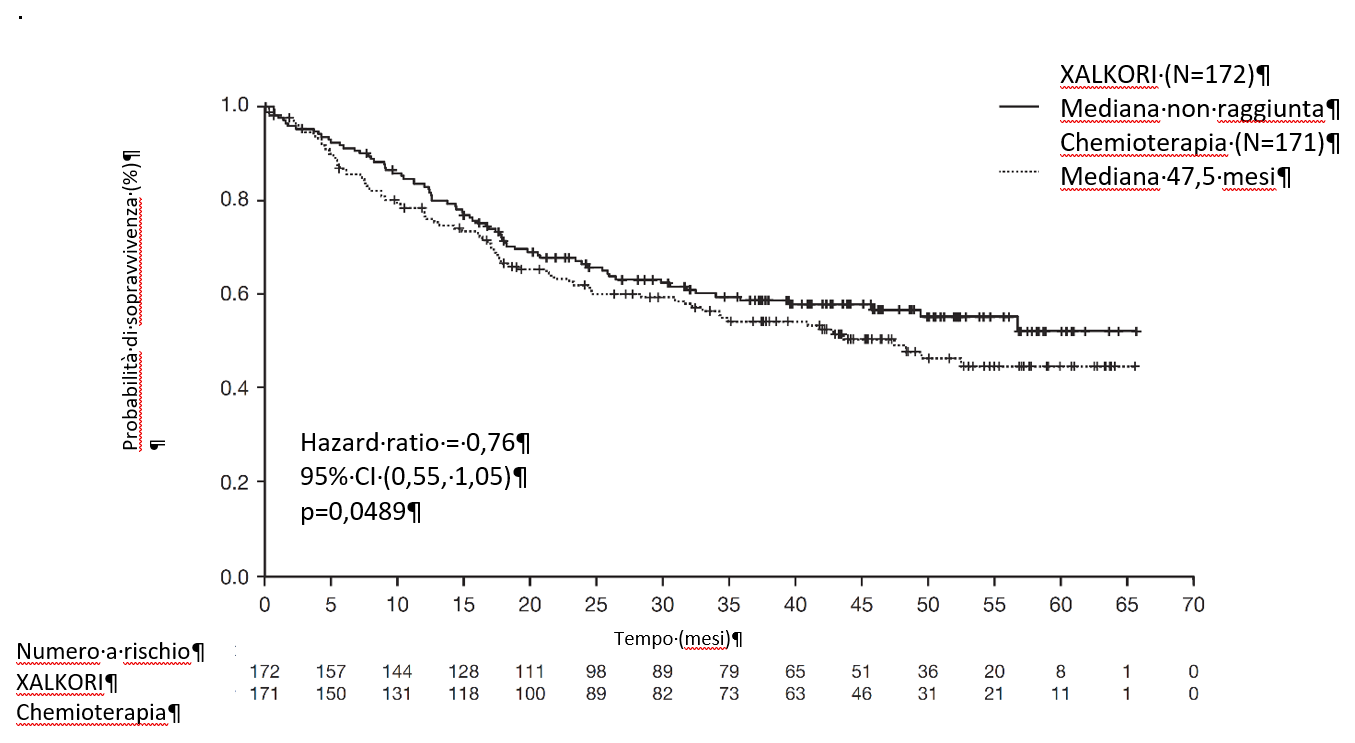 .
XALKORI·(N=172)¶
Mediana·non·raggiunta¶
Chemioterapia·(N=171)¶
Mediana·47,5·mesi¶
Probabilità·di·sopravvivenza·(%)¶
¶
1.0
0.8
0.6
0.4
0.2
0.0
Hazard·ratio·=·0,76¶
95%·CI·(0,55,·1,05)¶
p=0,0489¶
0 5 10 15 20 25 30 35 40 45 50 55 60 65 70
Tempo·(mesi)¶
Numero·a·rischio¶
XALKORI¶ 172 157 144 128 111 98 89 79 65 51 36 20 8 1 0
Chemioterapia¶ 171 150 131 118 100 89 82 73 63 46 31 21 11 1 0